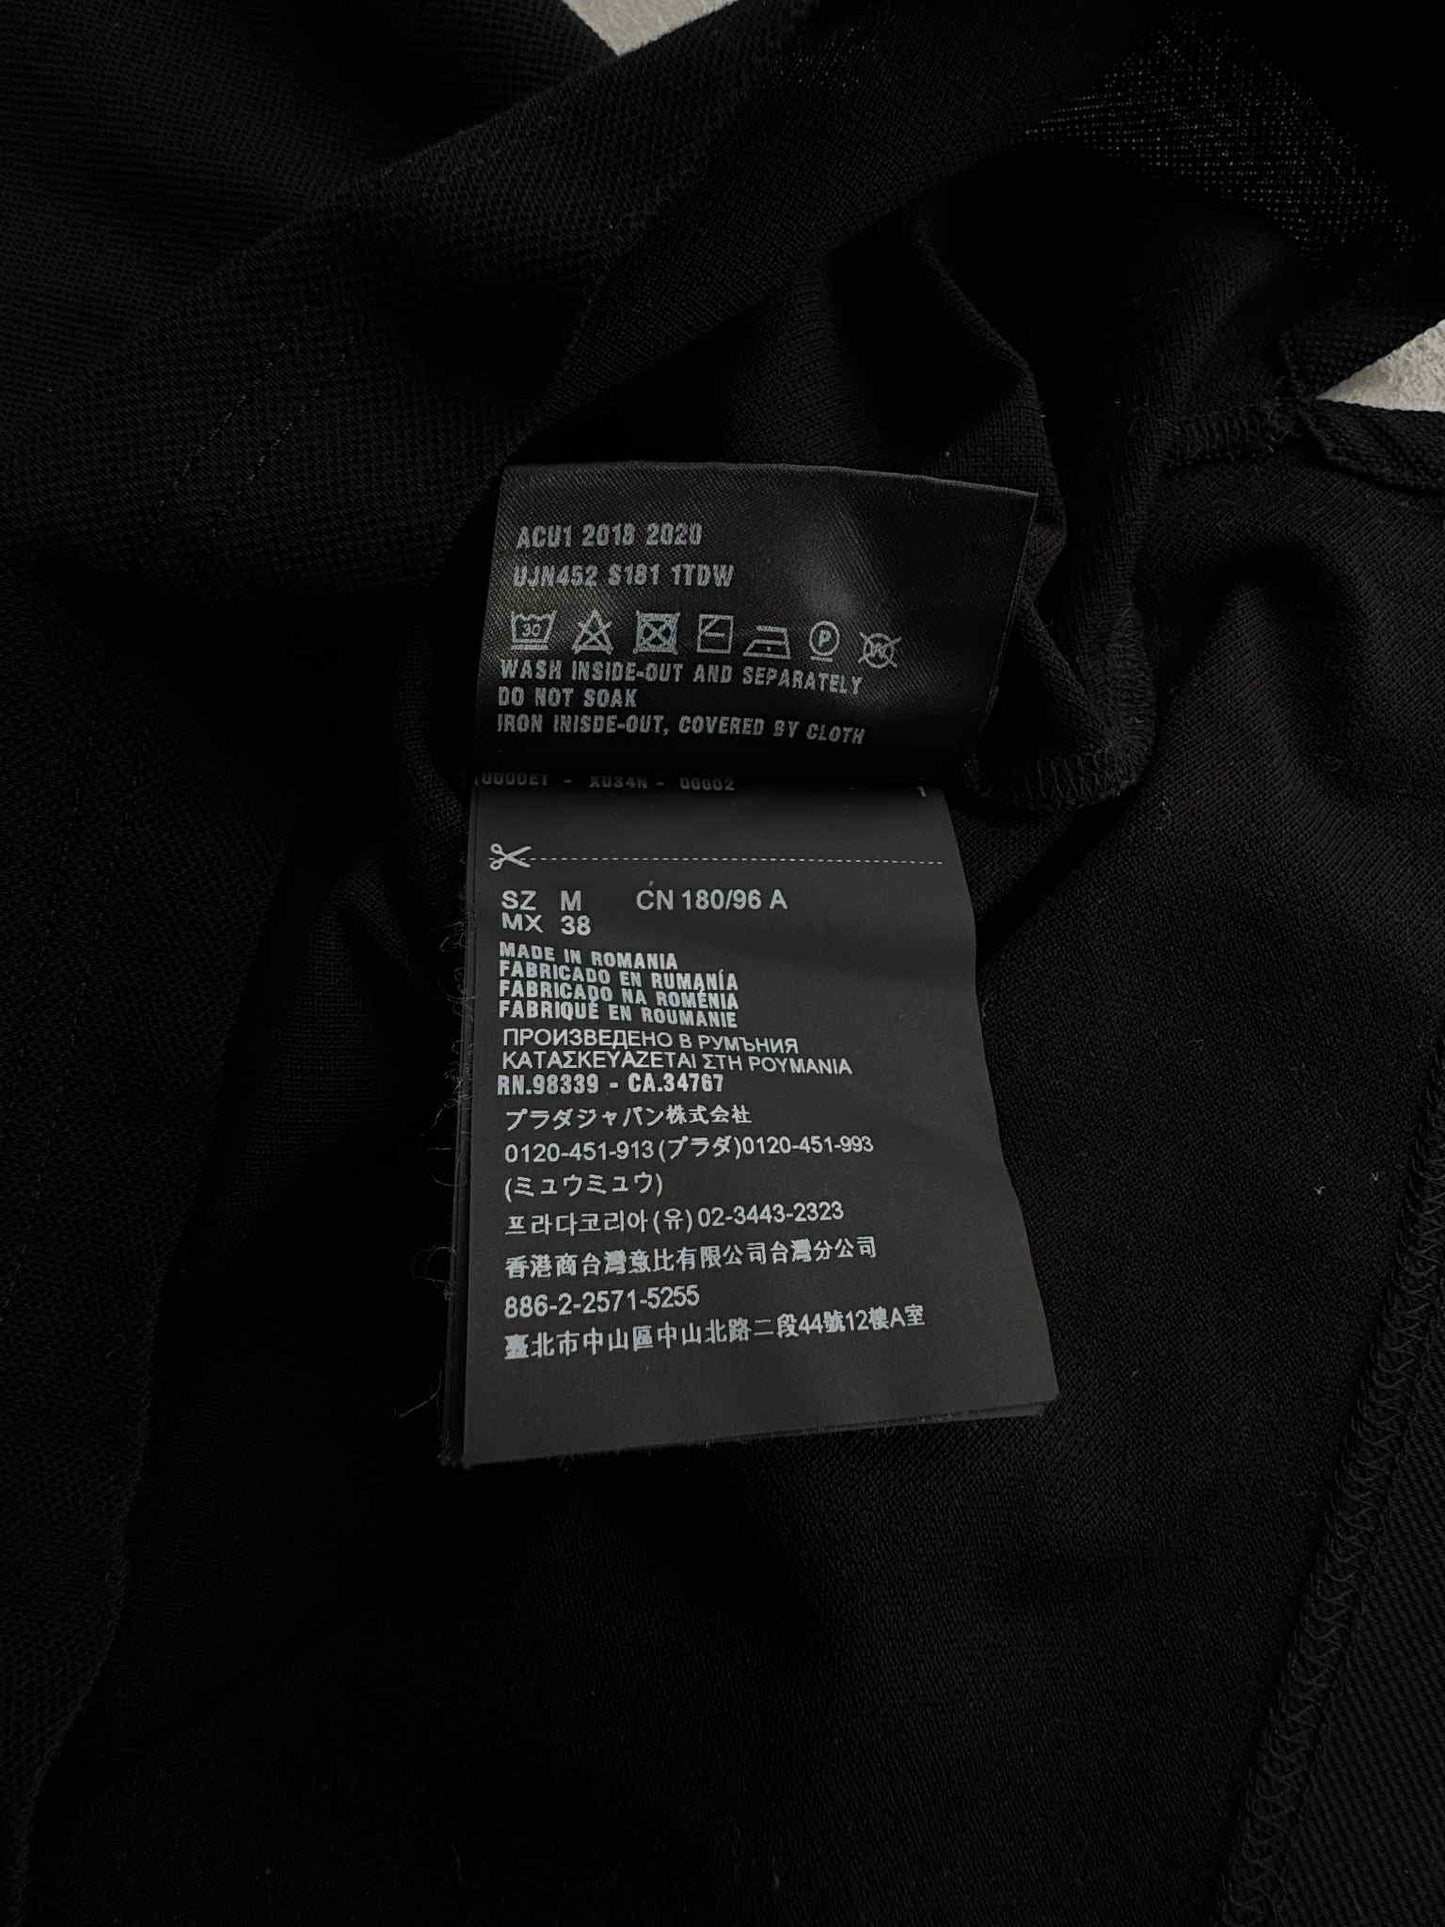 ACU1 2018 2020
UJN452 S181 1TDW
30 P W
WASH INSIDE-OUT AND SEPARATELY
DO NOT SOAK
IRON INISDE-OUT, COVERED BY CLOTH
X034N - 00002
1
SZ M CN 180/96 A
MX 38
MADE IN ROMANIA
FABRICADO EN RUMANÍA
FABRICADO NA ROMÉNIA
FABRIQUÉ EN ROUMANIE
ПРОИЗВЕДЕНО В РУМЪНИЯ
ΚΑΤΑΣΚΕΥΑΖΕΤΑΙ ΣΤΗ ΡΟΥΜΑΝΙΑ
RN.98339 - CA.34767
プラダジャパン株式会社
0120-451-913(プラダ)0120-451-993
(ミュウミュウ)
프라다코리아(유) 02-3443-2323
香港商台灣意比有限公司台灣分公司
886-2-2571-5255
臺北市中山區中山北路二段44號12樓A室